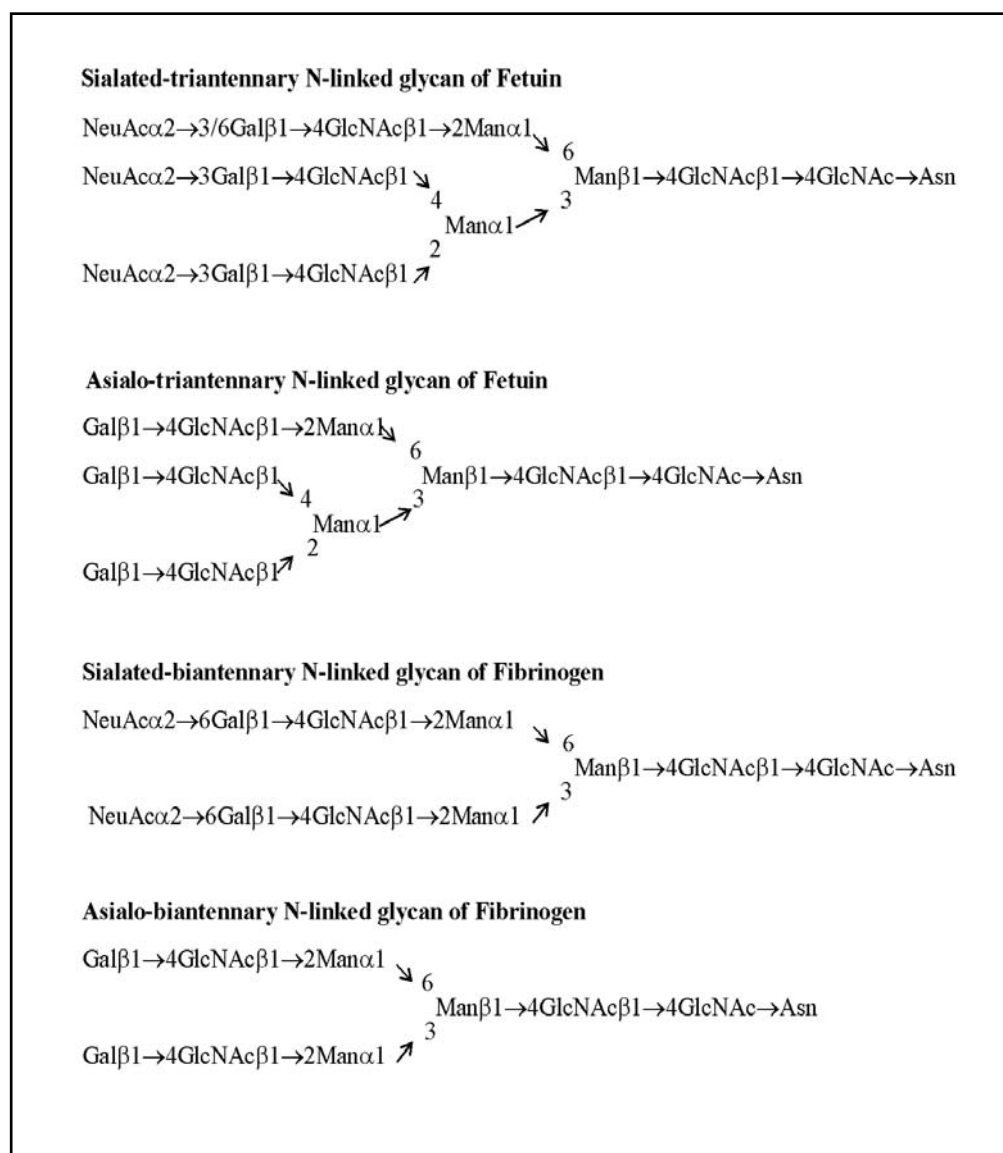 Sialated-triantennary N-linked glycan of Fetuin
NeuAcα2→3/6Galβ1→4GlcNAcβ1→2Manα1↘
6
NeuAcα2→3Galβ1→4GlcNAcβ1↘
Manβ1→4GlcNAcβ1→4GlcNAc→Asn
4
3
Manα1↗
2
NeuAcα2→3Galβ1→4GlcNAcβ1↗
Asialo-triantennary N-linked glycan of Fetuin
Galβ1→4GlcNAcβ1→2Manα1↘
6
Galβ1→4GlcNAcβ1↘
Manβ1→4GlcNAcβ1→4GlcNAc→Asn
4
3
Manα1↗
2
Galβ1→4GlcNAcβ1↗
Sialated-biantennary N-linked glycan of Fibrinogen
NeuAcα2→6Galβ1→4GlcNAcβ1→2Manα1 ↘
6
Manβ1→4GlcNAcβ1→4GlcNAc→Asn
3
NeuAcα2→6Galβ1→4GlcNAcβ1→2Manα1 ↗
Asialo-biantennary N-linked glycan of Fibrinogen
Galβ1→4GlcNAcβ1→2Manα1 ↘
6
Manβ1→4GlcNAcβ1→4GlcNAc→Asn
3
Galβ1→4GlcNAcβ1→2Manα1 ↗